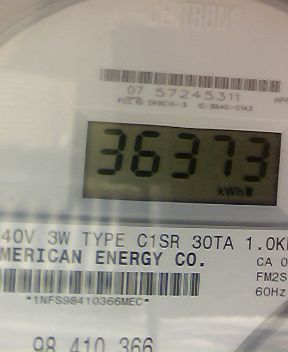 CENTRON
07 57245311
36373
kWh
40V 3W TYPE C1SR 30TA 1.0K
MERICAN ENERGY CO.
CA 0
FM2S
*1NFS98410366MEC*
60Hz
98 410 366